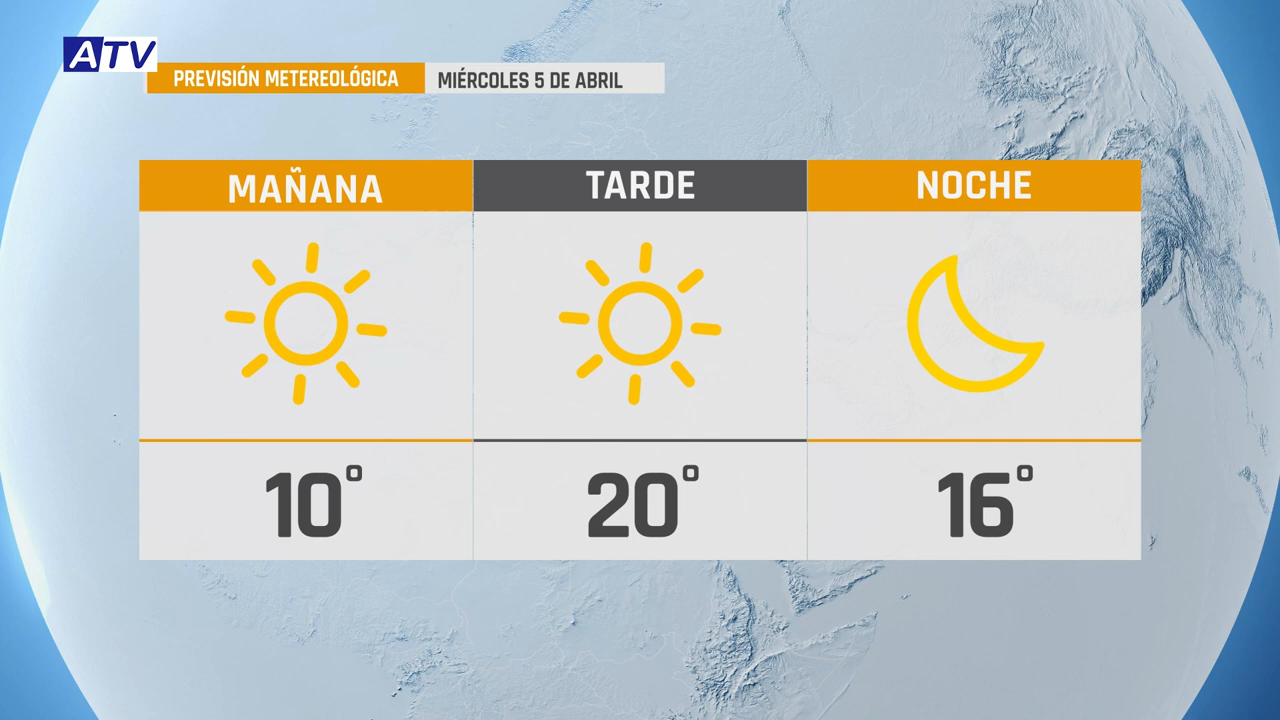 ATV
PREVISIÓN METEREOLÓGICA
MIÉRCOLES 5 DE ABRIL
MAÑANA
TARDE
NOCHE
10°
20°
16°